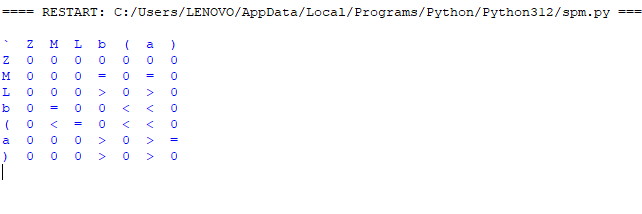 ==== RESTART: C:/Users/LENOVO/AppData/Local/Programs/Python/Python312/spm.py ===
` Z M L b ( a )
Z 0 0 0 0 0 0 0
M 0 0 0 = 0 = 0
L 0 0 0 > 0 > 0
b 0 = 0 0 < < 0
( 0 < = 0 < < 0
a 0 0 0 > 0 > =
) 0 0 0 > 0 > 0